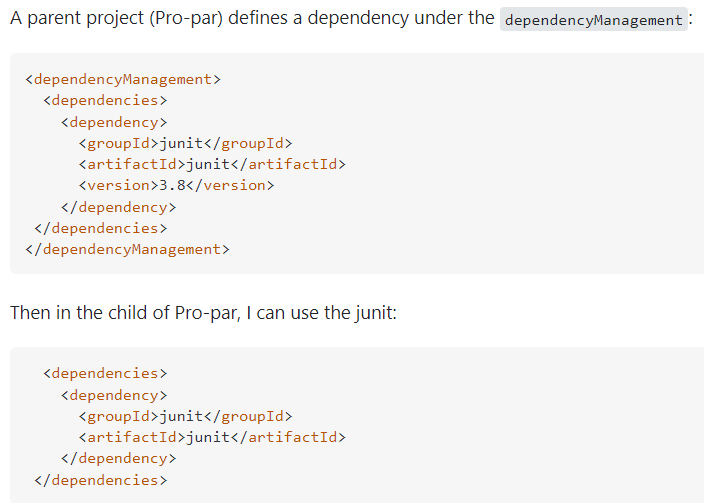 A parent project (Pro-par) defines a dependency under the dependencyManagement:
<dependencyManagement>
  <dependencies>
    <dependency>
      <groupId>junit</groupId>
      <artifactId>junit</artifactId>
      <version>3.8</version>
    </dependency>
 </dependencies>
</dependencyManagement>
Then in the child of Pro-par, I can use the junit:
  <dependencies>
    <dependency>
      <groupId>junit</groupId>
      <artifactId>junit</artifactId>
    </dependency>
 </dependencies>